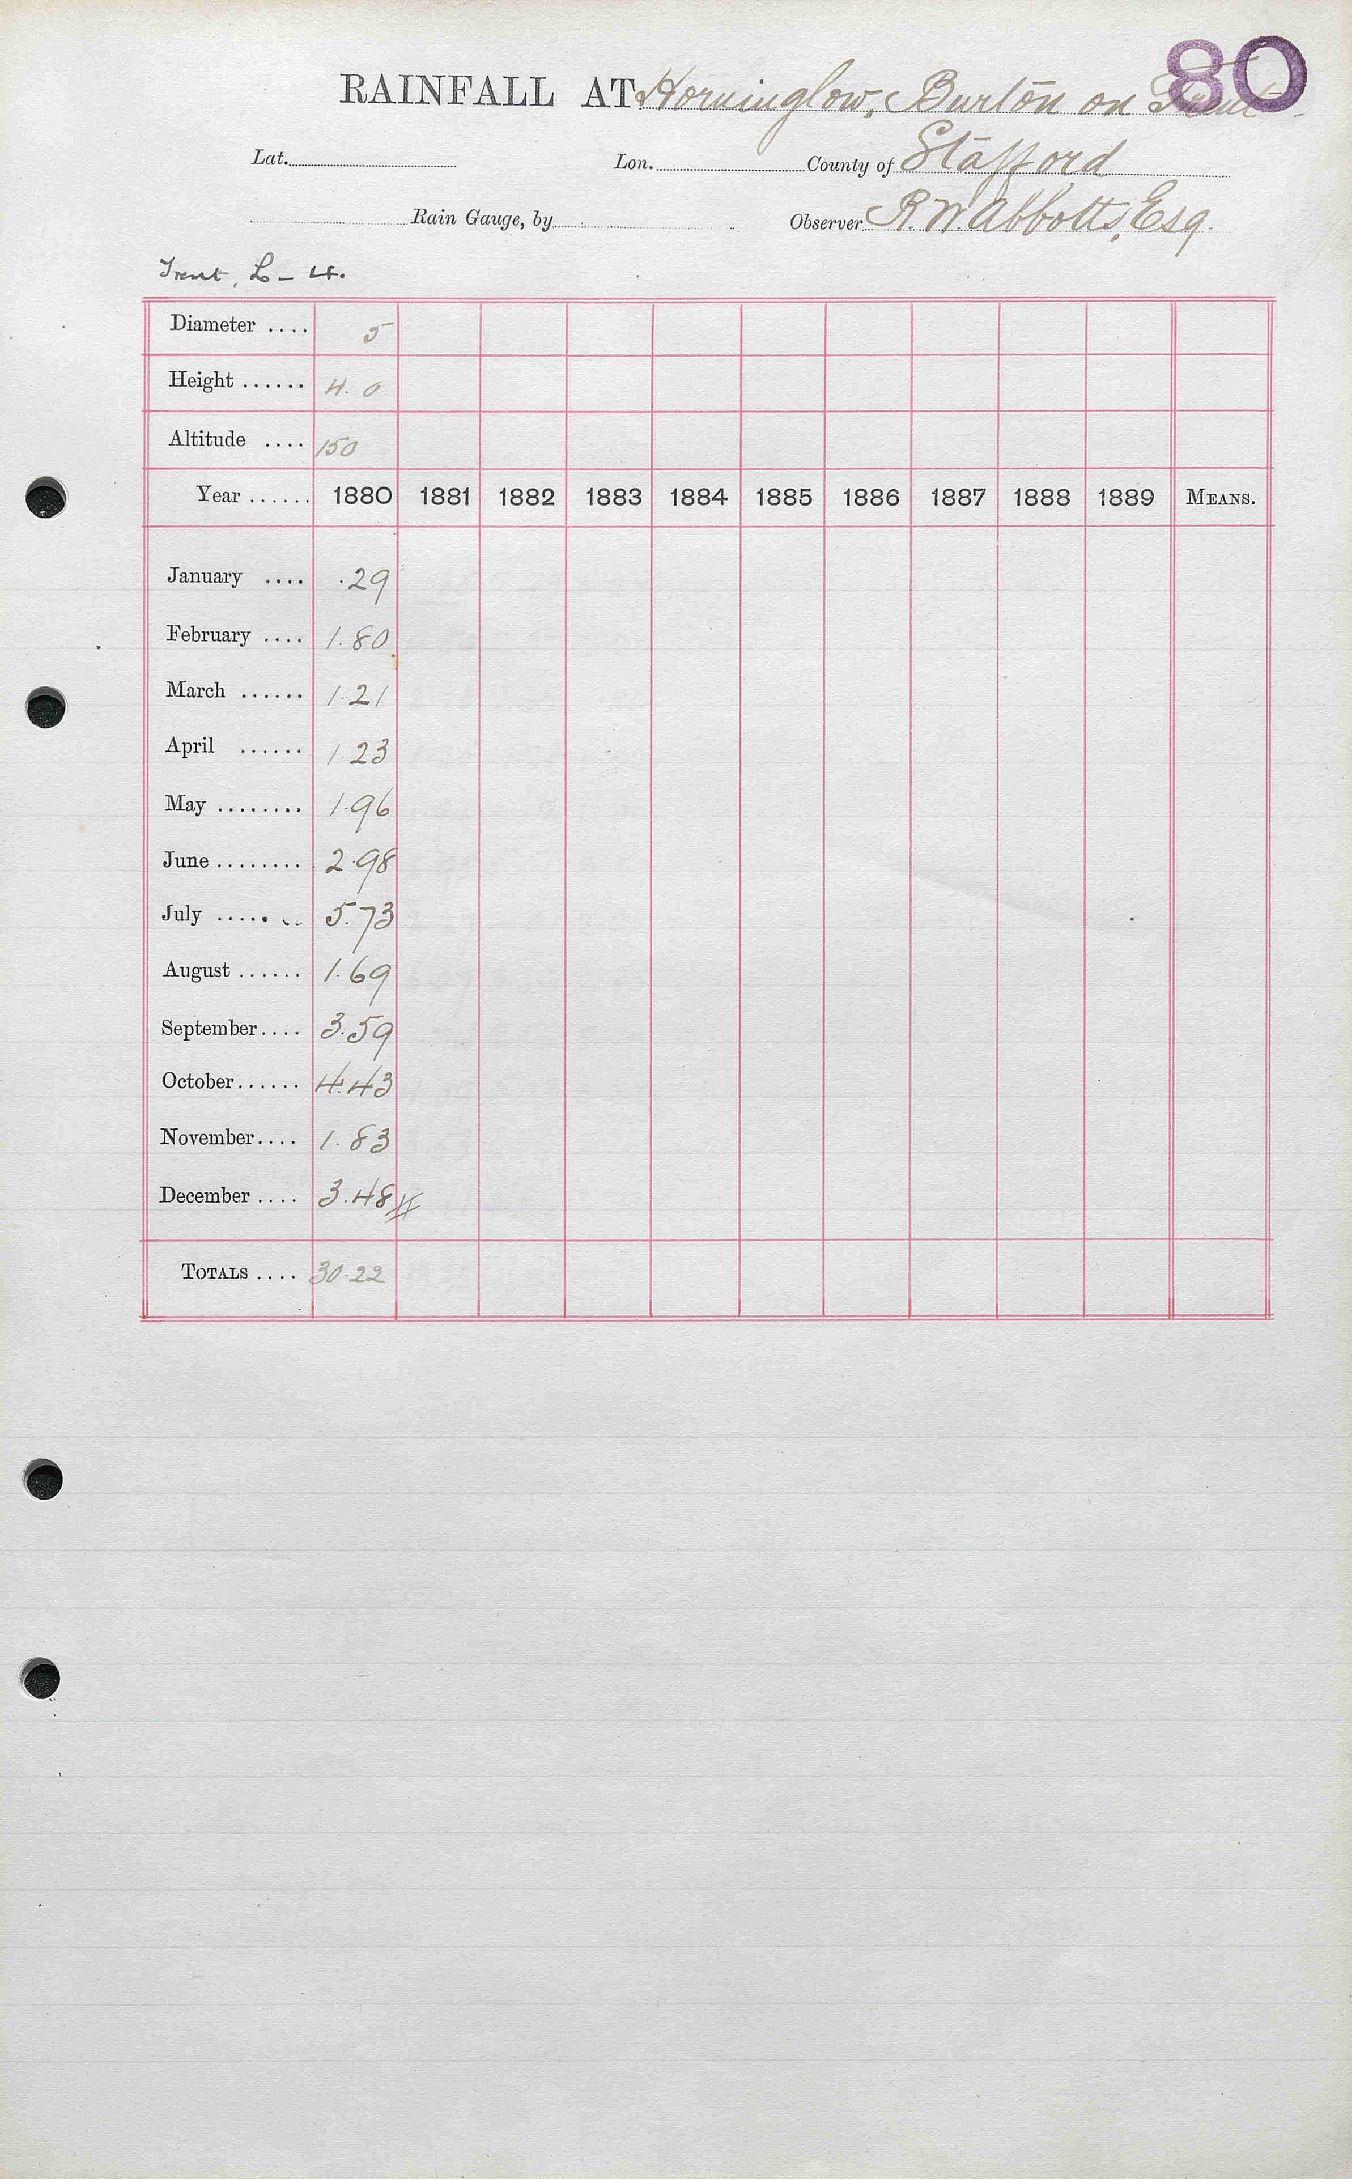 80
RAINFALL AT Horninglow, Burton on Trent
Lat. Lon. County of Stafford
Rain Gauge, by Observer R. W. Abbotts, Esq.
Trent, L - 4.
Diameter .... 5
Height ...... 4. 0
Altitude .... 150
Year ...... 1880 1881 1882 1883 1884 1885 1886 1887 1888 1889 MEANS.
January .... .29
February .... 1.80
March ...... 1.21
April ...... 1.23
May ........ 1.96
June ........ 2.98
July ........ 5.73
August ...... 1.69
September.... 3.59
October...... 4.43
November.... 1.83
December .... 3.48
TOTALS .... 30.22